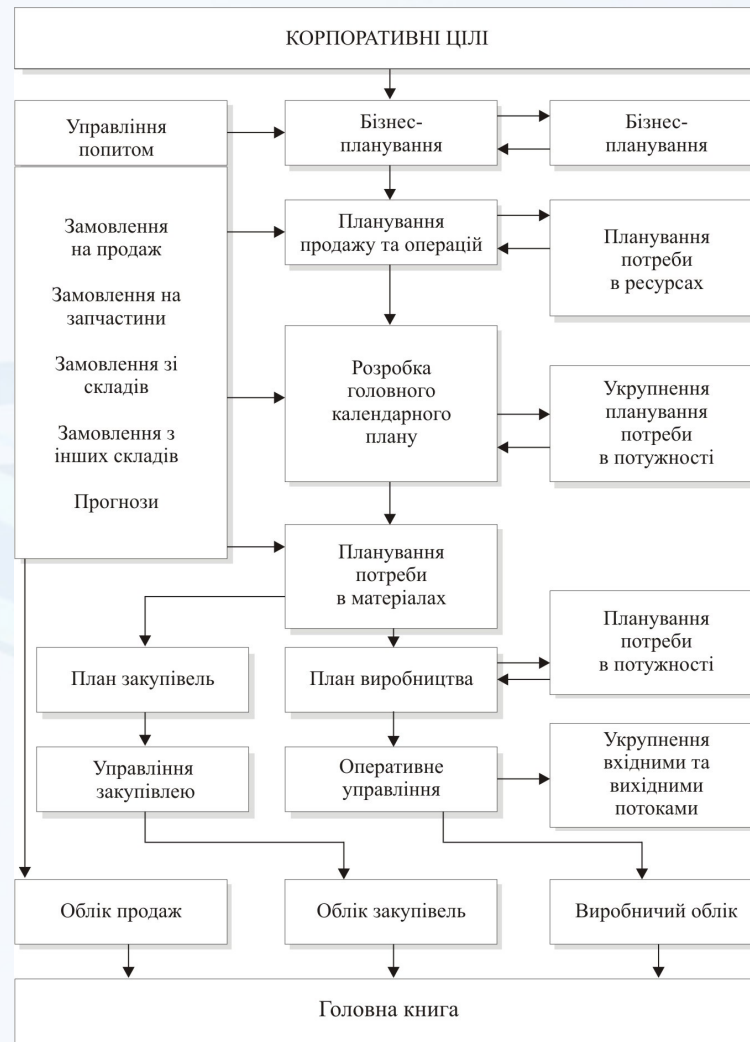 КОРПОРАТИВНІ ЦІЛІ
Управління
попитом
Бізнес-
планування
Бізнес-
планування
Замовлення
на продаж
Замовлення на
запчастини
Замовлення зі
складів
Замовлення з
інших складів
Прогнози
Планування
продажу та операцій
Планування
потреби
в ресурсах
Розробка
головного
календарного
плану
Укрупнення
планування
потреби
в потужності
Планування
потреби
в матеріалах
Планування
потреби
в потужності
План закупівель
План виробництва
Управління
закупівлею
Оперативне
управління
Укрупнення
вхідними та
вихідними
потоками
Облік продаж
Облік закупівель
Виробничий облік
Головна книга